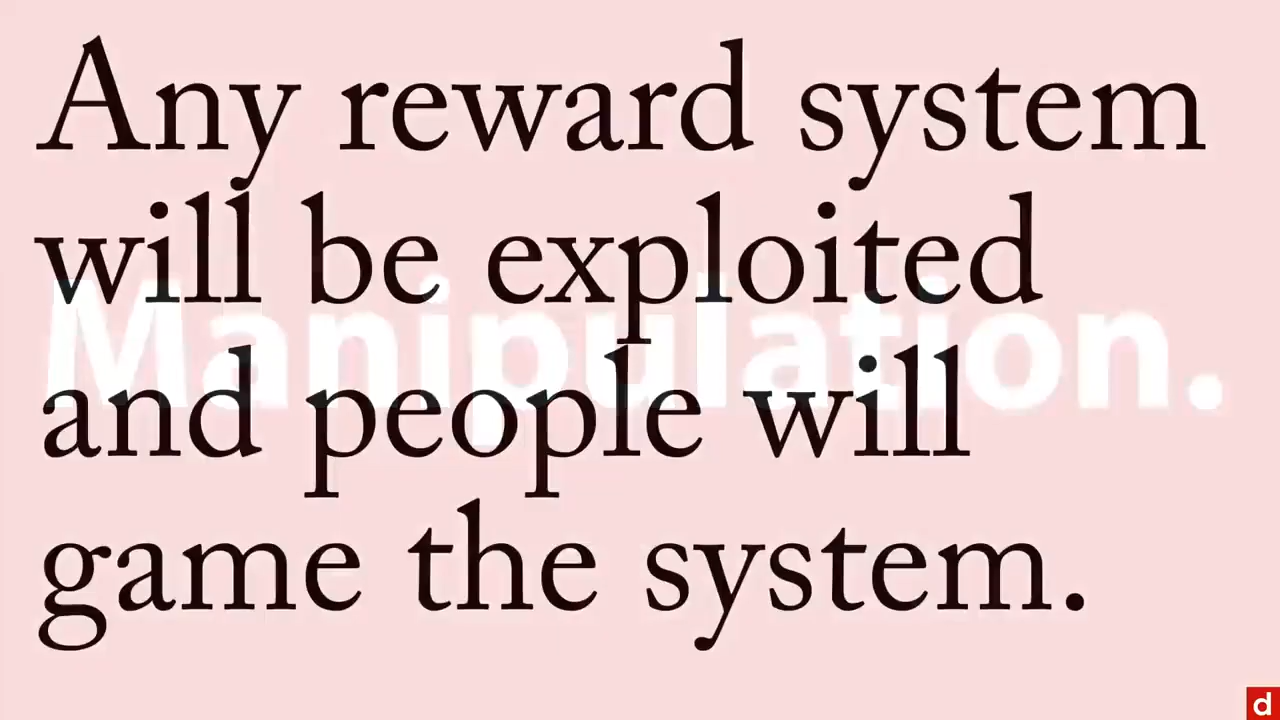 Any reward system
will be exploited
Manipulation.
and people will
game the system.
d